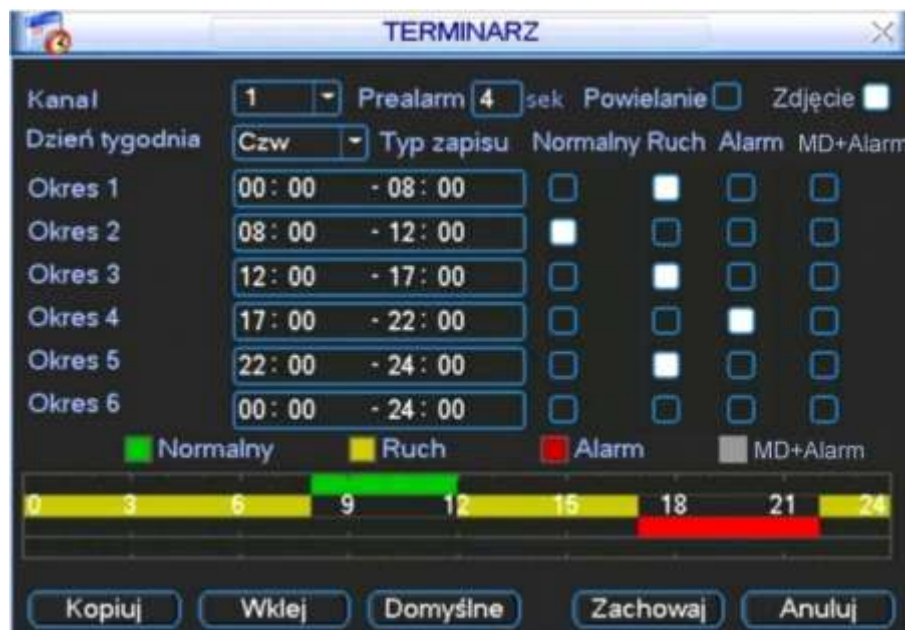 TERMINARZ
Kanał 1 Prealarm 4 sek Powielanie Zdjęcie
Dzień tygodnia Czw Typ zapisu Normalny Ruch Alarm MD+Alarm
Okres 1 00:00 - 08:00
Okres 2 08:00 - 12:00
Okres 3 12:00 - 17:00
Okres 4 17:00 - 22:00
Okres 5 22:00 - 24:00
Okres 6 00:00 - 24:00
Normalny Ruch Alarm MD+Alarm
0 3 6 9 12 15 18 21 24
Kopiuj Wklej Domyślne Zachowaj Anuluj